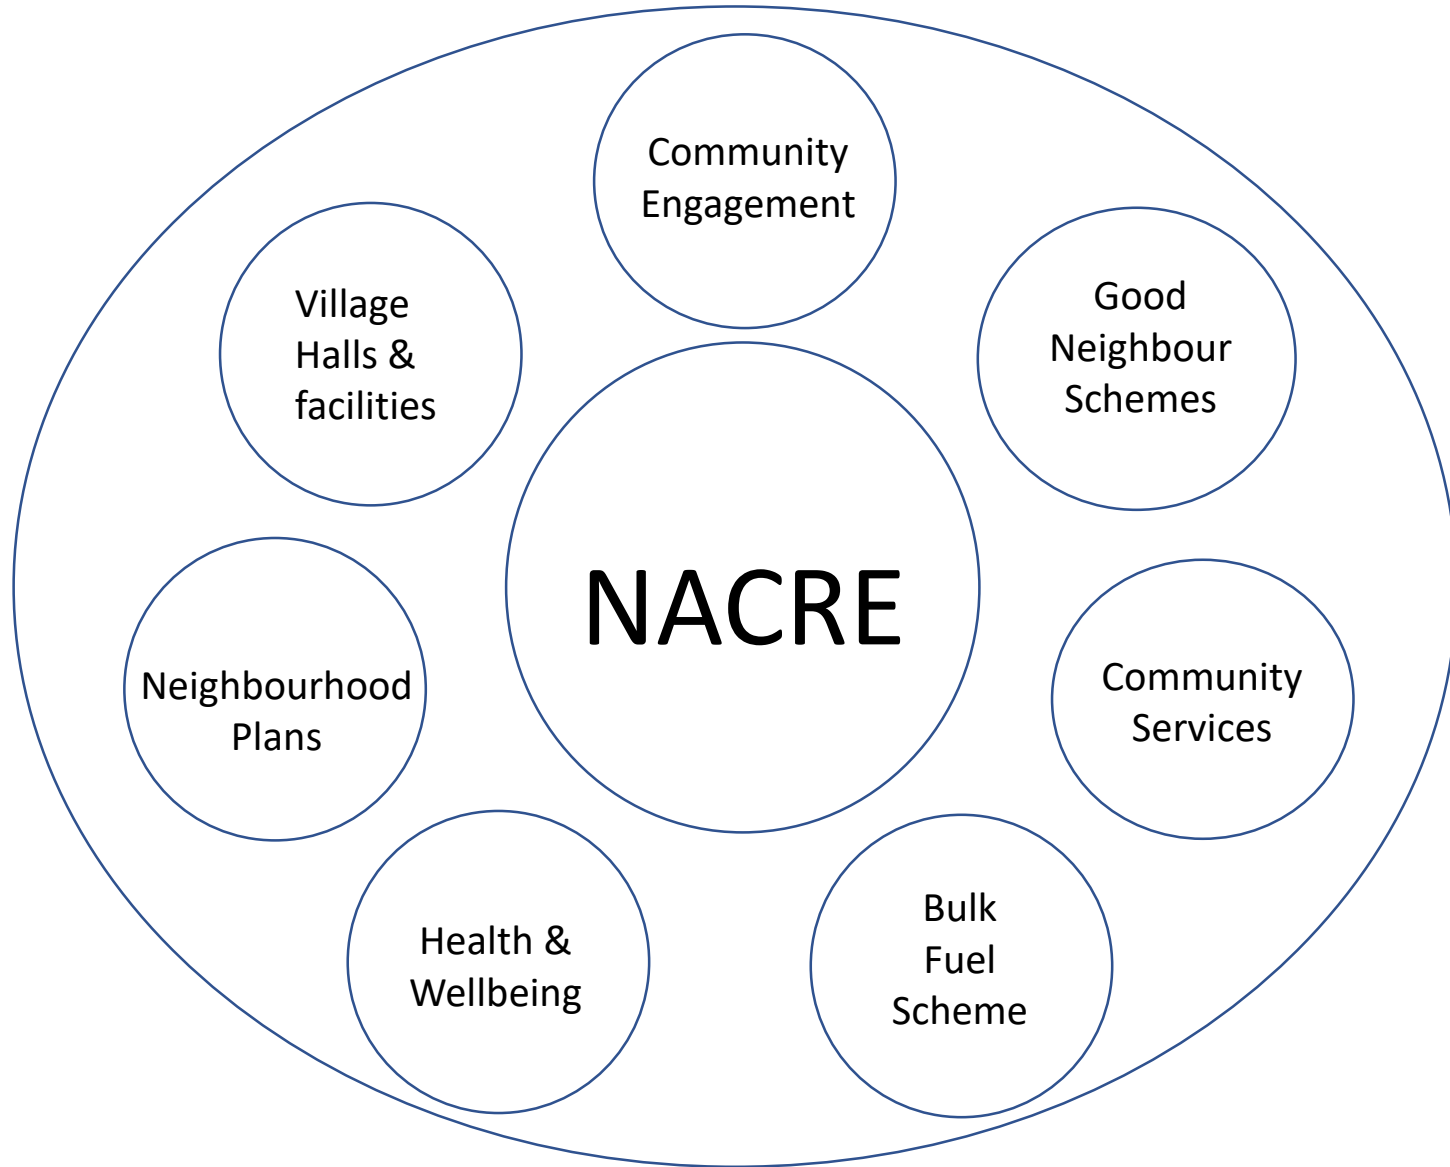 Community
Engagement
Village
Halls &
facilities
Good
Neighbour
Schemes
NACRE
Neighbourhood
Plans
Community
Services
Health &
Wellbeing
Bulk
Fuel
Scheme